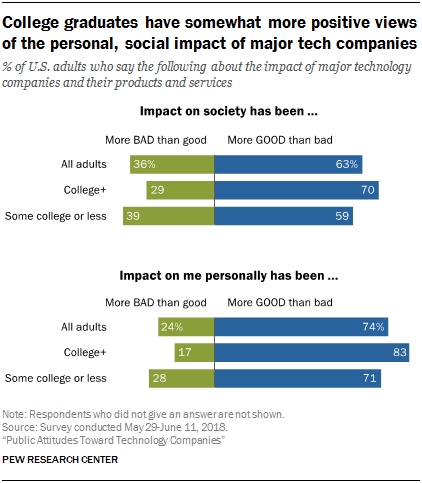 College graduates have somewhat more positive views
of the personal, social impact of major tech companies
% of U.S. adults who say the following about the impact of major technology
companies and their products and services
Impact on society has been ...
More BAD than good More GOOD than bad
All adults 36% 63%
College+ 29 70
Some college or less 39 59
Impact on me personally has been ...
More BAD than good More GOOD than bad
All adults 24% 74%
College+ 17 83
Some college or less 28 71
Note: Respondents who did not give an answer are not shown.
Source: Survey conducted May 29-June 11, 2018.
“Public Attitudes Toward Technology Companies”
PEW RESEARCH CENTER